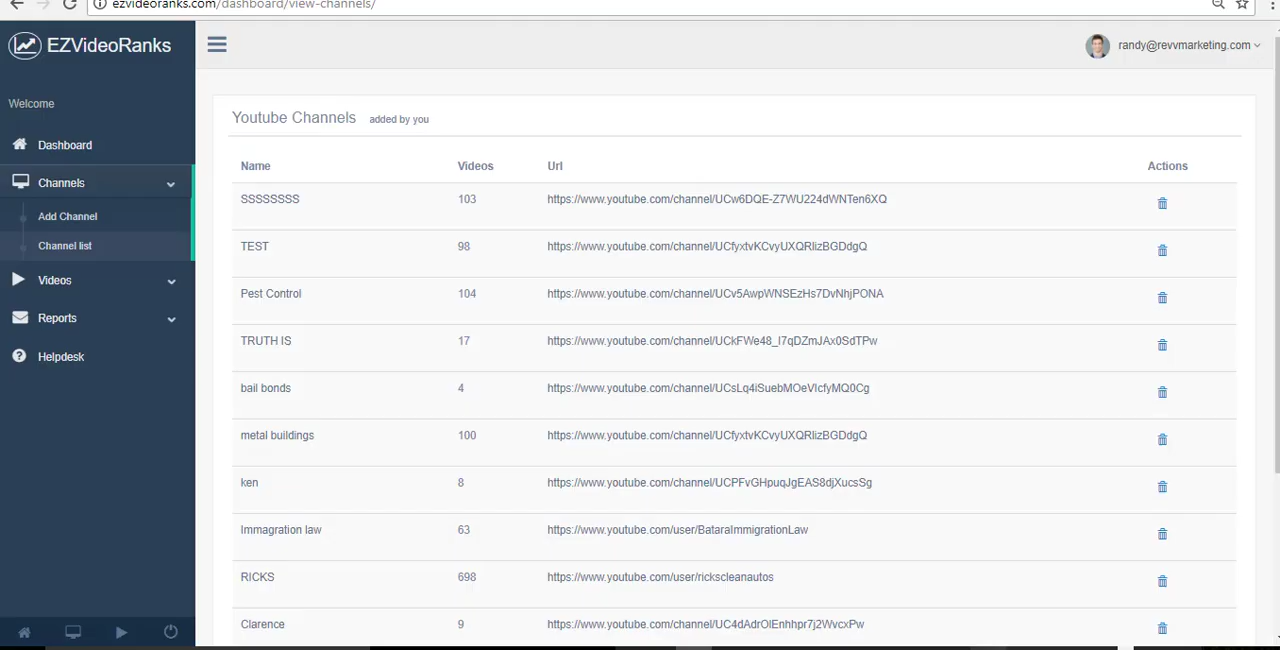 ezvideoranks.com/dashboard/view-channels/
EZVideoRanks
randy@revvmarketing.com
Welcome
Dashboard
Channels
Add Channel
Channel list
Videos
Reports
Helpdesk
Youtube Channels added by you
Name Videos Url Actions
SSSSSSSS 103 https://www.youtube.com/channel/UCw6DQE-Z7WU224dWNTen6XQ
TEST 98 https://www.youtube.com/channel/UCfyxtvKCvyUXQRlizBGDdgQ
Pest Control 104 https://www.youtube.com/channel/UCv5AwpWNSEzHs7DvNhjPONA
TRUTH IS 17 https://www.youtube.com/channel/UCkFWe48_I7qDZmJAx0SdTPw
bail bonds 4 https://www.youtube.com/channel/UCsLq4iSuebMOeVIcfyMQ0Cg
metal buildings 100 https://www.youtube.com/channel/UCfyxtvKCvyUXQRlizBGDdgQ
ken 8 https://www.youtube.com/channel/UCPFvGHpuqJgEAS8djXucsSg
Immagration law 63 https://www.youtube.com/user/BataraImmigrationLaw
RICKS 698 https://www.youtube.com/user/rickscleanautos
Clarence 9 https://www.youtube.com/channel/UC4dAdrOlEnhhpr7j2WvcxPw